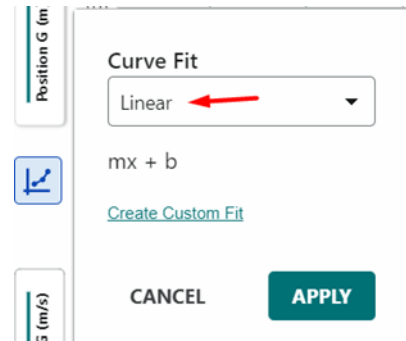 Position G (m)
Curve Fit
Linear
mx + b
Create Custom Fit
CANCEL
APPLY
G (m/s)